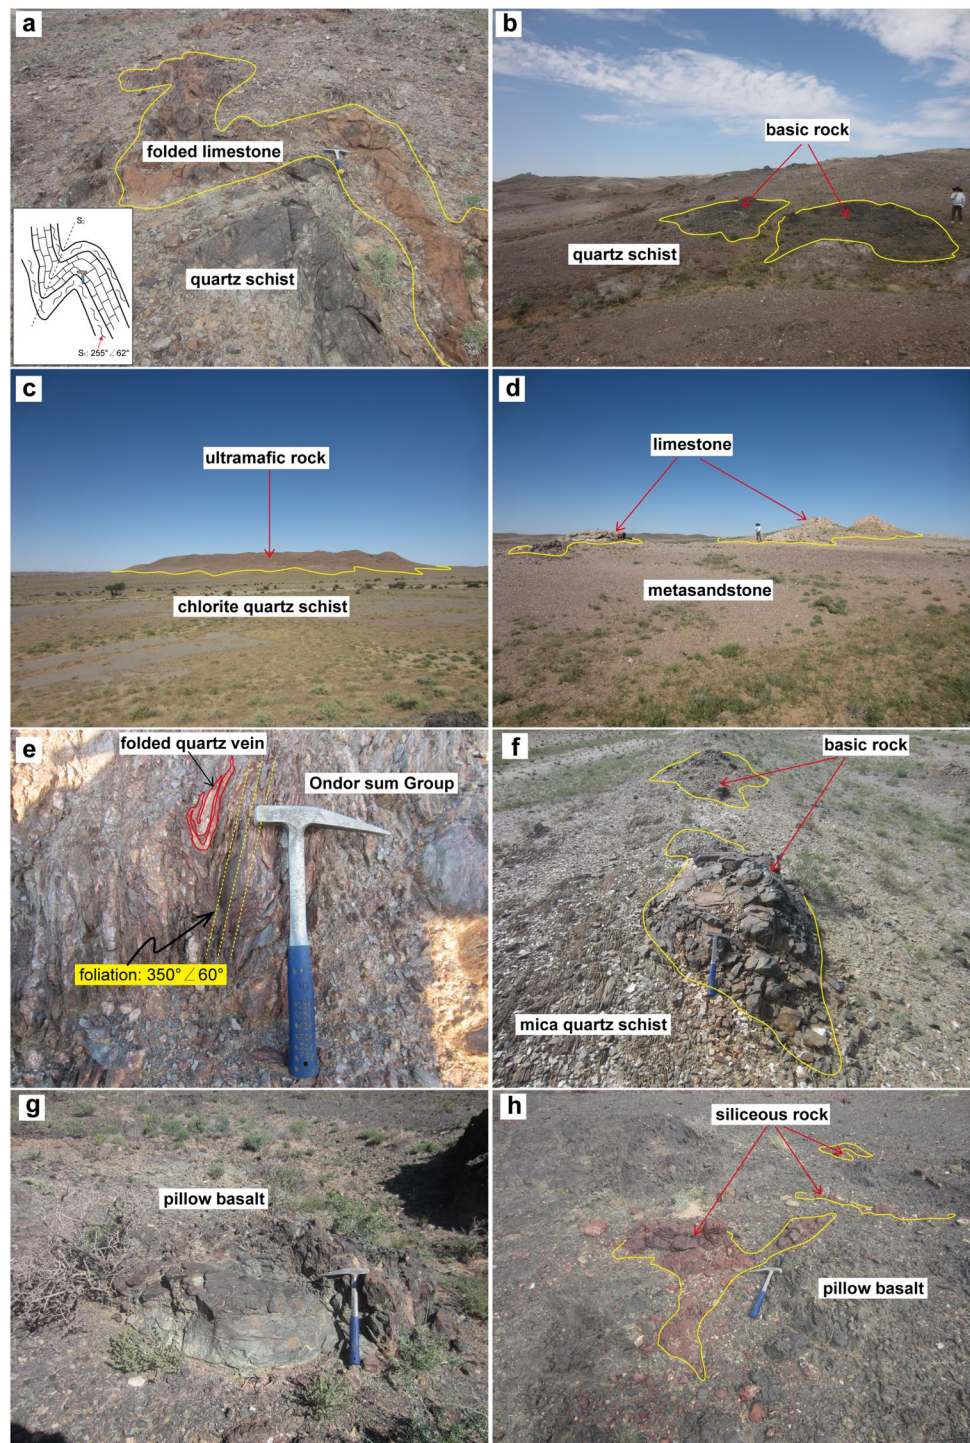 a
folded limestone
quartz schist
S₂
S₁: 255°∠62°
b
basic rock
quartz schist
c
ultramafic rock
chlorite quartz schist
d
limestone
metasandstone
e
folded quartz vein
Ondor sum Group
foliation: 350°∠60°
f
basic rock
mica quartz schist
g
pillow basalt
h
siliceous rock
pillow basalt